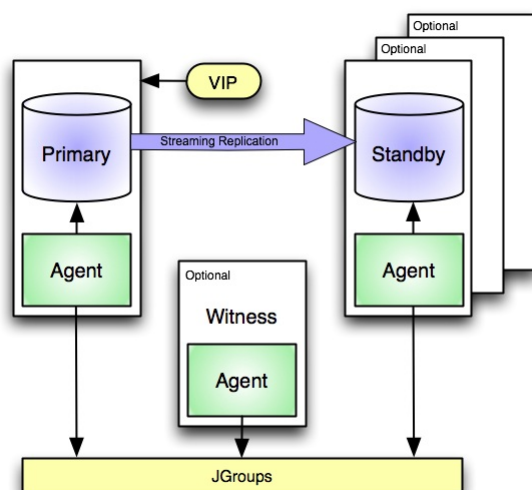 Optional
Optional
VIP
Primary
Streaming Replication
Standby
Agent
Optional
Witness
Agent
Agent
JGroups